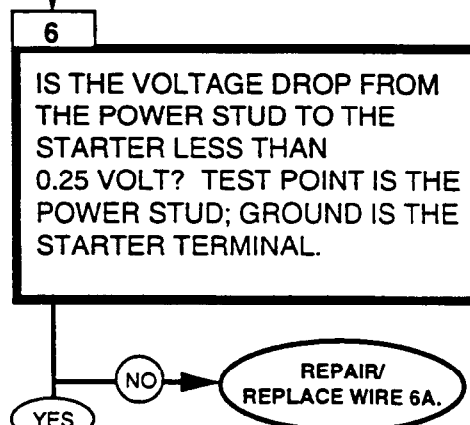 6
IS THE VOLTAGE DROP FROM
THE POWER STUD TO THE
STARTER LESS THAN
0.25 VOLT? TEST POINT IS THE
POWER STUD; GROUND IS THE
STARTER TERMINAL.
NO
REPAIR/
REPLACE WIRE 6A.
YES